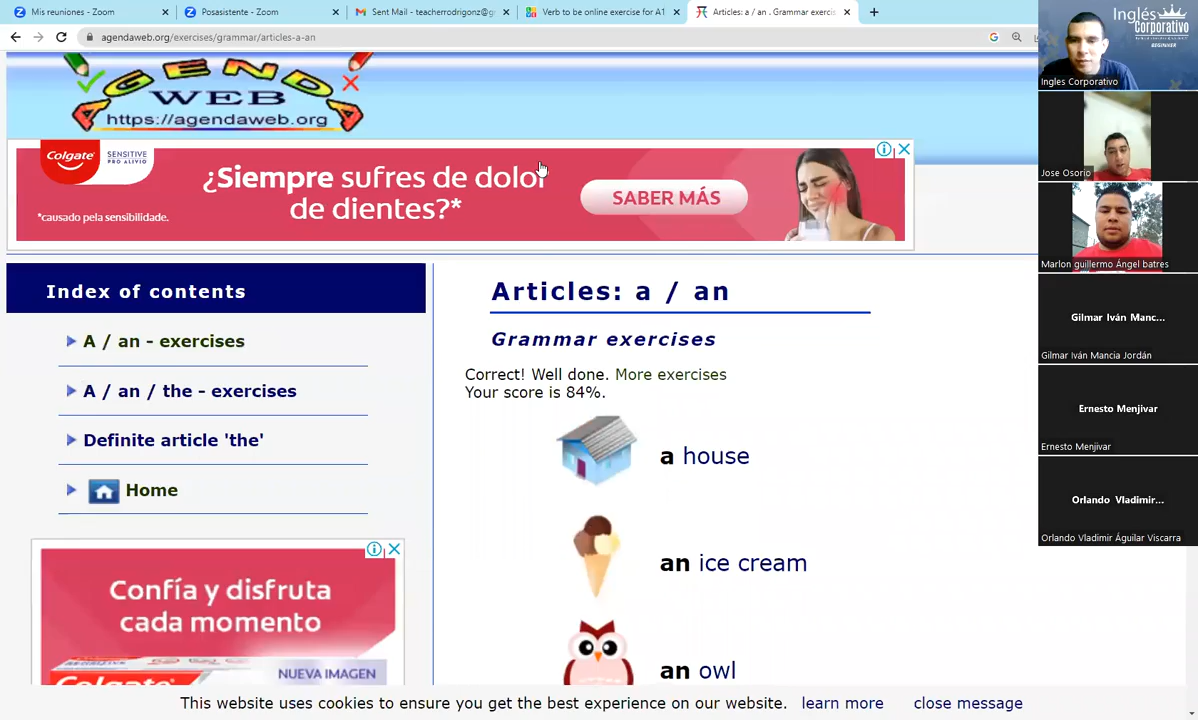 Mis reuniones - Zoom
Posasistente - Zoom
Sent Mail - teacherrodrigonz@g
Verb to be online exercise for A1
Articles: a / an . Grammar exercis
agendaweb.org/exercises/grammar/articles-a-an
AGENDA
WEB
https://agendaweb.org
Colgate
SENSITIVE
PRO ALIVIO
¿Siempre sufres de dolor
de dientes?*
*causado pela sensibilidade.
SABER MÁS
Index of contents
A / an - exercises
A / an / the - exercises
Definite article 'the'
Home
Confía y disfruta
cada momento
NUEVA IMAGEN
Colgate
Articles: a / an
Grammar exercises
Correct! Well done. More exercises
Your score is 84%.
a house
an ice cream
an owl
This website uses cookies to ensure you get the best experience on our website. learn more close message
Inglés
Corporativo
BEGINNER
Ingles Corporativo
Jose Osorio
Marlon guillermo Ángel batres
Gilmar Iván Manc...
Gilmar Iván Mancia Jordán
Ernesto Menjivar
Ernesto Menjivar
Orlando Vladimir...
Orlando Vladimir Águilar Viscarra